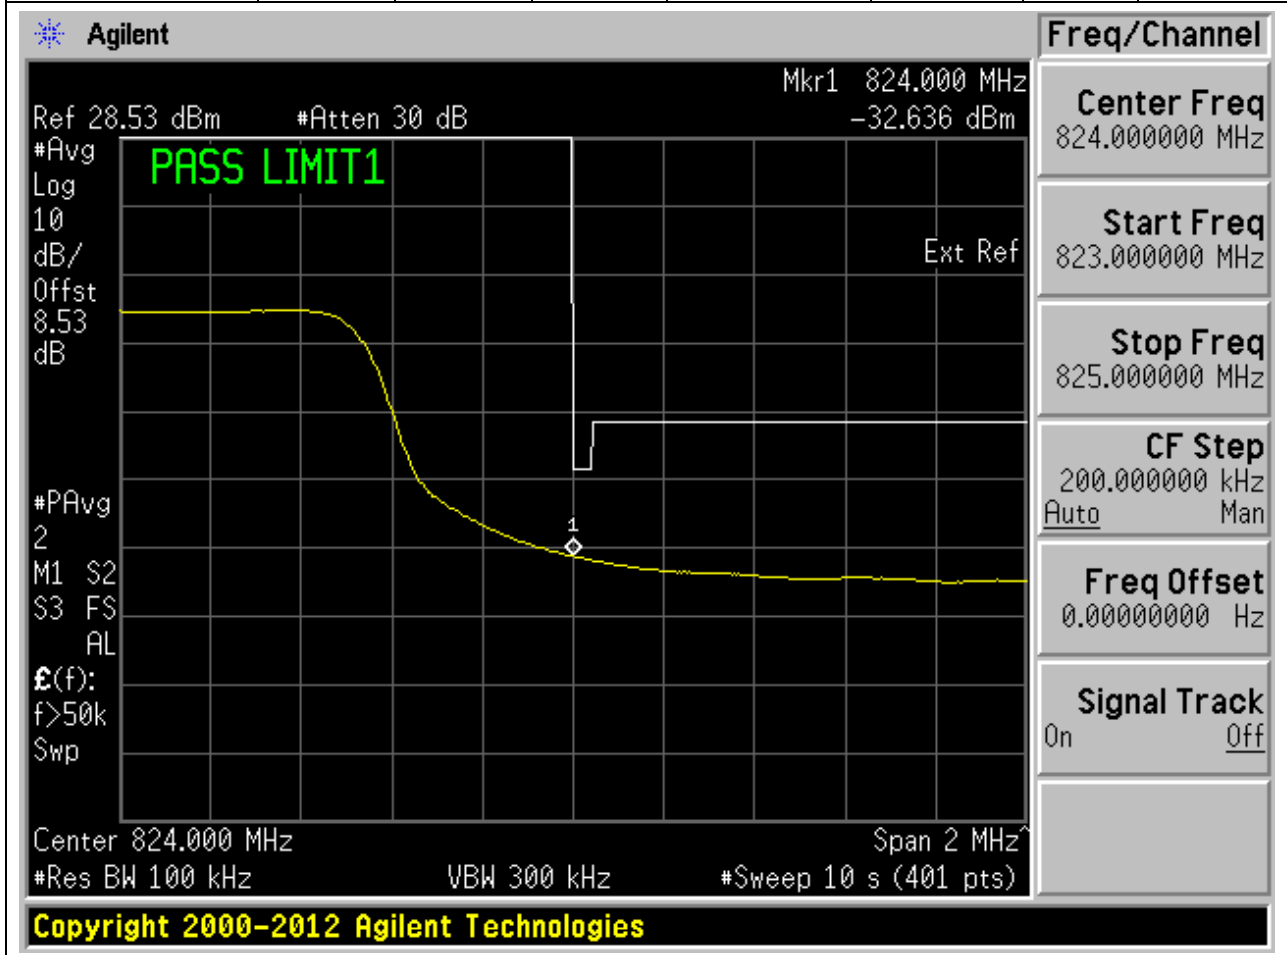 Agilent
Freq/Channel
Mkr1 824.000 MHz
Ref 28.53 dBm #Atten 30 dB -32.636 dBm
#Avg
Log
10
dB/
Offst
8.53
dB
PASS LIMIT1
Ext Ref
1
#PAvg
2
M1 S2
S3 FS
AL
£(f):
f>50k
Swp
Center 824.000 MHz Span 2 MHz^
#Res BW 100 kHz VBW 300 kHz #Sweep 10 s (401 pts)
Center Freq
824.000000 MHz
Start Freq
823.000000 MHz
Stop Freq
825.000000 MHz
CF Step
200.000000 kHz
Auto Man
Freq Offset
0.00000000 Hz
Signal Track
On Off
Copyright 2000-2012 Agilent Technologies